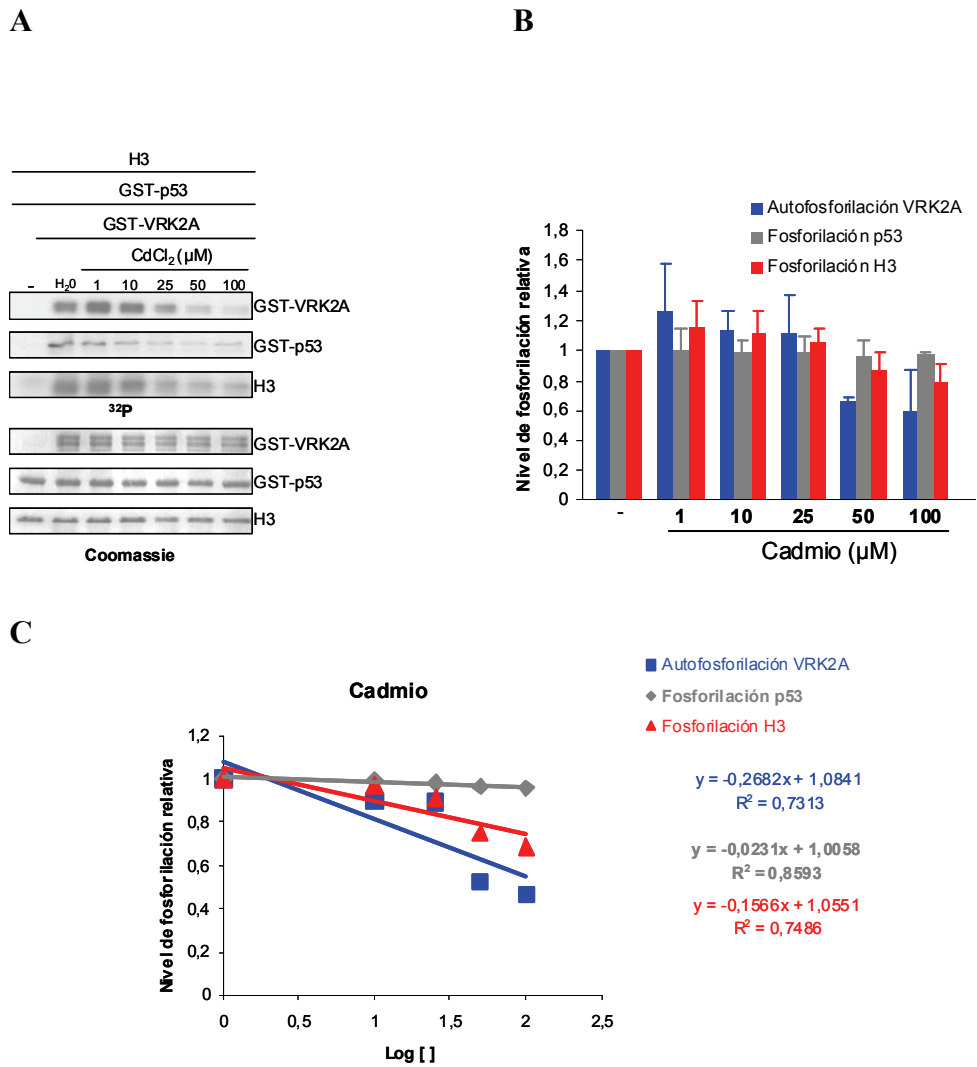 A
H3
GST-p53
GST-VRK2A
CdCl₂ (µM)
- H₂0 1 10 25 50 100
GST-VRK2A
GST-p53
H3
³²P
GST-VRK2A
GST-p53
H3
Coomassie
B
Autofosforilación VRK2A
Fosforilación p53
Fosforilación H3
Nivel de fosforilación relativa
2
1,8
1,6
1,4
1,2
1
0,8
0,6
0,4
0,2
0
- 1 10 25 50 100
Cadmio (µM)
C
Cadmio
Nivel de fosforilación relativa
1,2
1
0,8
0,6
0,4
0,2
0
0 0,5 1 1,5 2 2,5
Log [ ]
Autofosforilación VRK2A
Fosforilación p53
Fosforilación H3
y = -0,2682x + 1,0841
R² = 0,7313
y = -0,0231x + 1,0058
R² = 0,8593
y = -0,1566x + 1,0551
R² = 0,7486